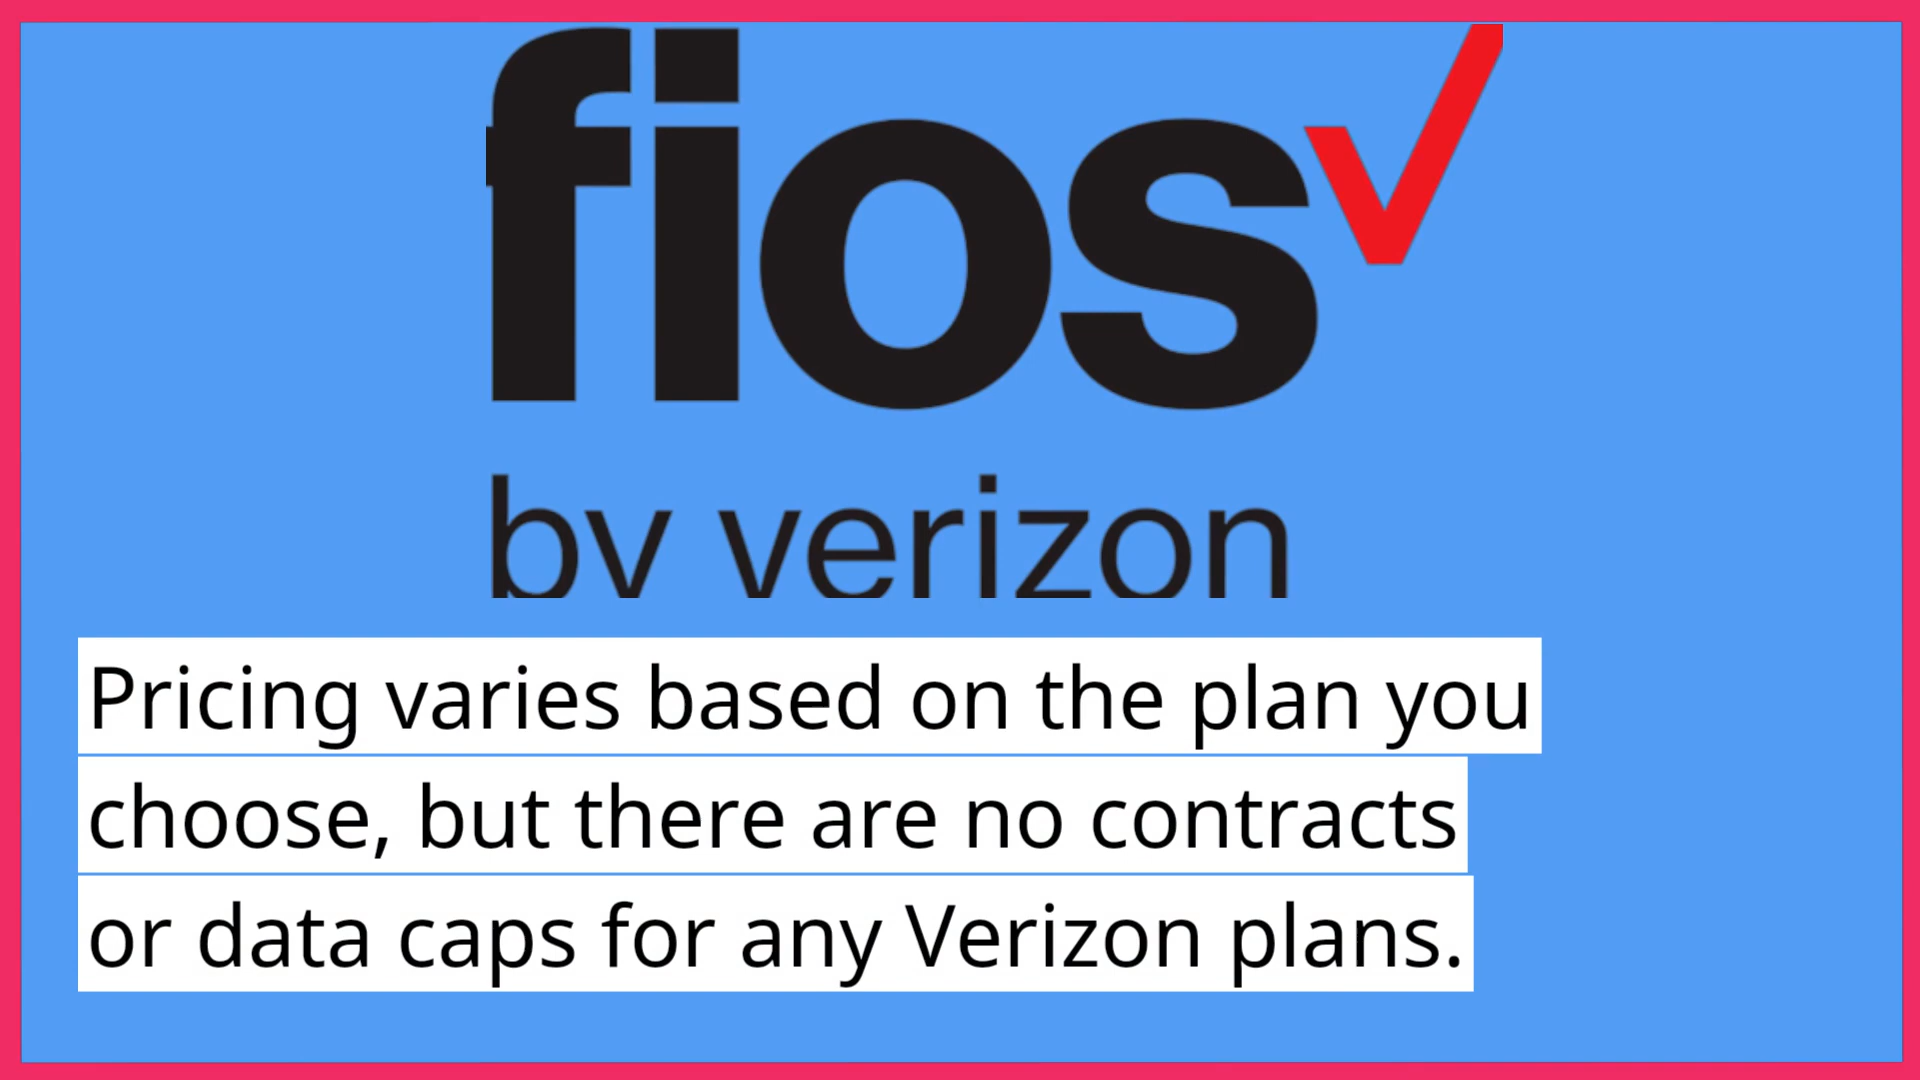 fios
by verizon
Pricing varies based on the plan you
choose, but there are no contracts
or data caps for any Verizon plans.